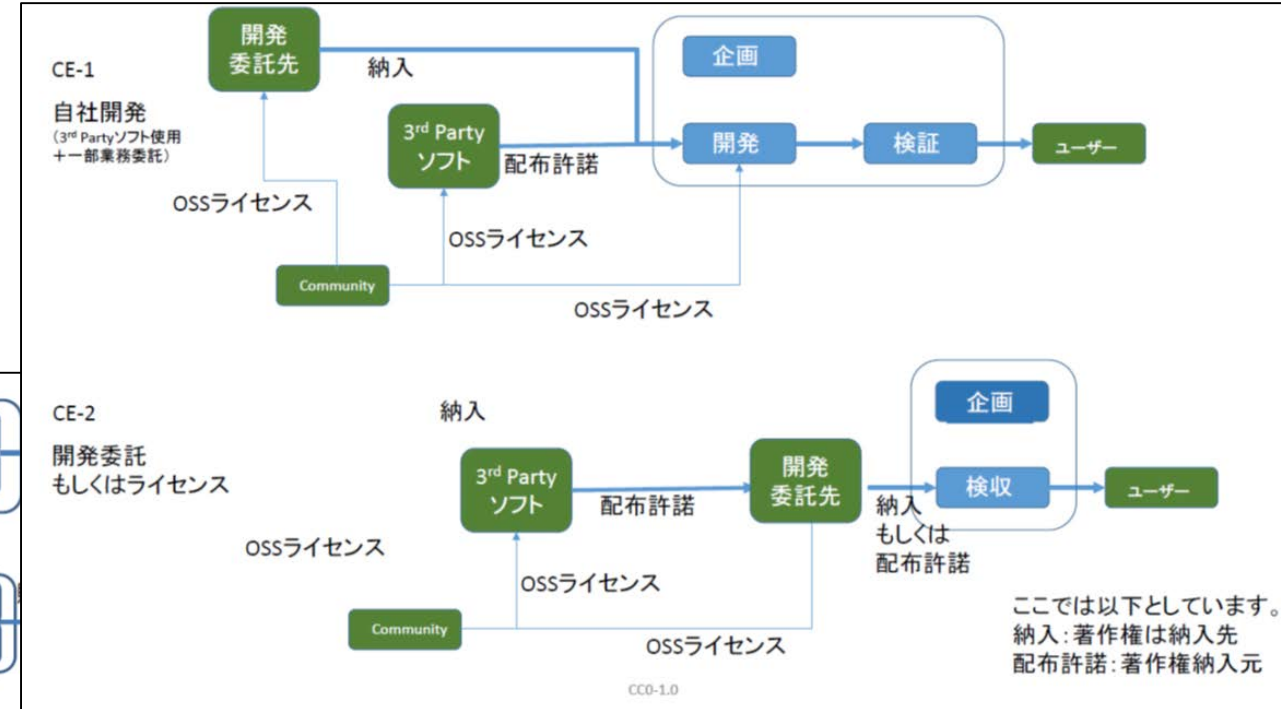 CE-1
自社開発
（3rd Partyソフト使用
＋一部業務委託）
開発
委託先
納入
3rd Party
ソフト
配布許諾
企画
開発
検証
ユーザー
OSSライセンス
OSSライセンス
Community
OSSライセンス
CE-2
開発委託
もしくはライセンス
納入
3rd Party
ソフト
配布許諾
開発
委託先
納入
もしくは
配布許諾
企画
検収
ユーザー
OSSライセンス
OSSライセンス
Community
OSSライセンス
ここでは以下としています。
納入：著作権は納入先
配布許諾：著作権納入元
CC0-1.0